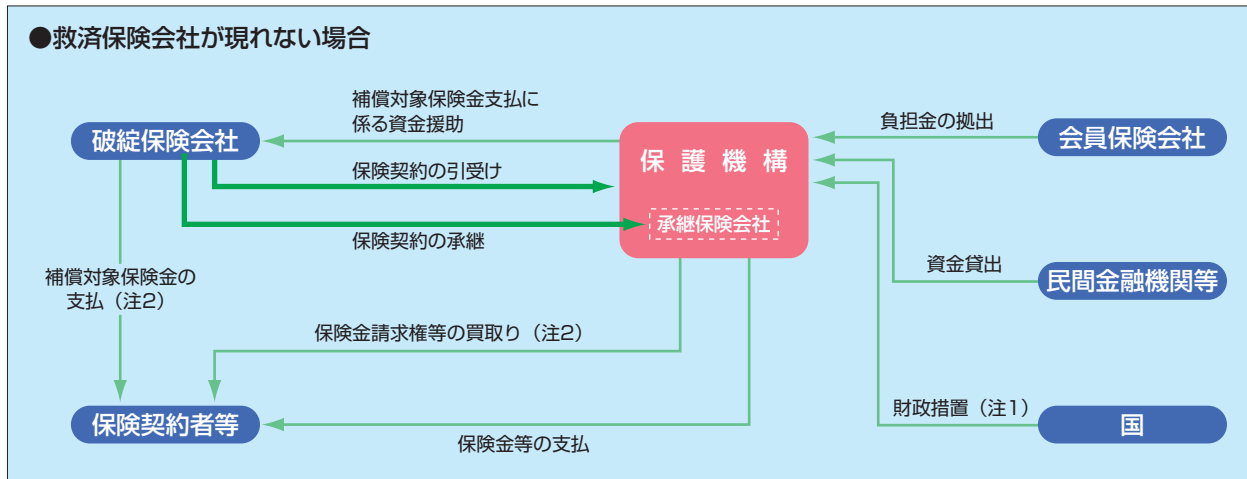 ●救済保険会社が現れない場合
補償対象保険金支払に
係る資金援助
破綻保険会社
保険契約の引受け
保険契約の承継
保護機構
承継保険会社
負担金の拠出
会員保険会社
資金貸出
民間金融機関等
財政措置（注1）
国
補償対象保険金の
支払（注2）
保険金請求権等の買取り（注2）
保険契約者等
保険金等の支払